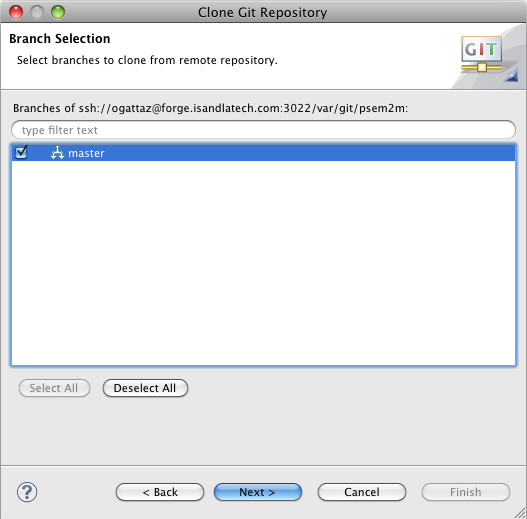 Clone Git Repository
Branch Selection
Select branches to clone from remote repository.
GIT
Branches of ssh://ogattaz@forge.isandlatech.com:3022/var/git/psem2m:
type filter text
master
Select All
Deselect All
?
< Back
Next >
Cancel
Finish